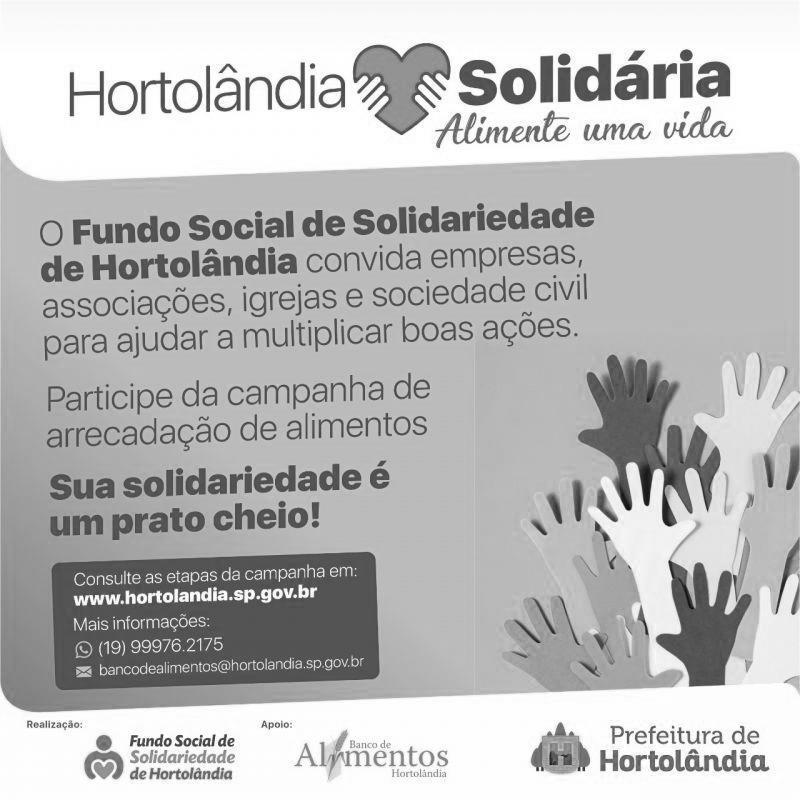 Hortolândia Solidária
Alimente uma vida
O Fundo Social de Solidariedade
de Hortolândia convida empresas,
associações, igrejas e sociedade civil
para ajudar a multiplicar boas ações.
Participe da campanha de
arrecadação de alimentos
Sua solidariedade é
um prato cheio!
Consulte as etapas da campanha em:
www.hortolandia.sp.gov.br
Mais informações:
(19) 99976.2175
bancodealimentos@hortolandia.sp.gov.br
Realização:
Fundo Social de
Solidariedade
de Hortolândia
Apoio:
Banco de
Alimentos
Hortolândia
Prefeitura de
Hortolândia